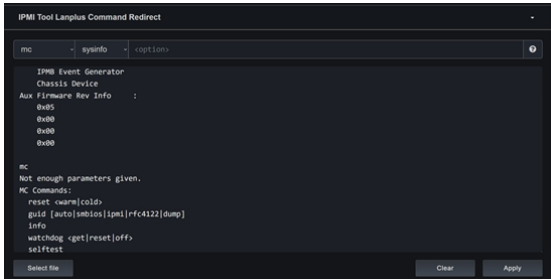 IPMI Tool Lanplus Command Redirect
mc sysinfo <option>
IPMB Event Generator
Chassis Device
Aux Firmware Rev Info :
0x05
0x00
0x00
0x00
mc
Not enough parameters given.
MC Commands:
reset <warm|cold>
guid [auto|smbios|ipmi|rfc4122|dump]
info
watchdog <get|reset|off>
selftest
Select file Clear Apply